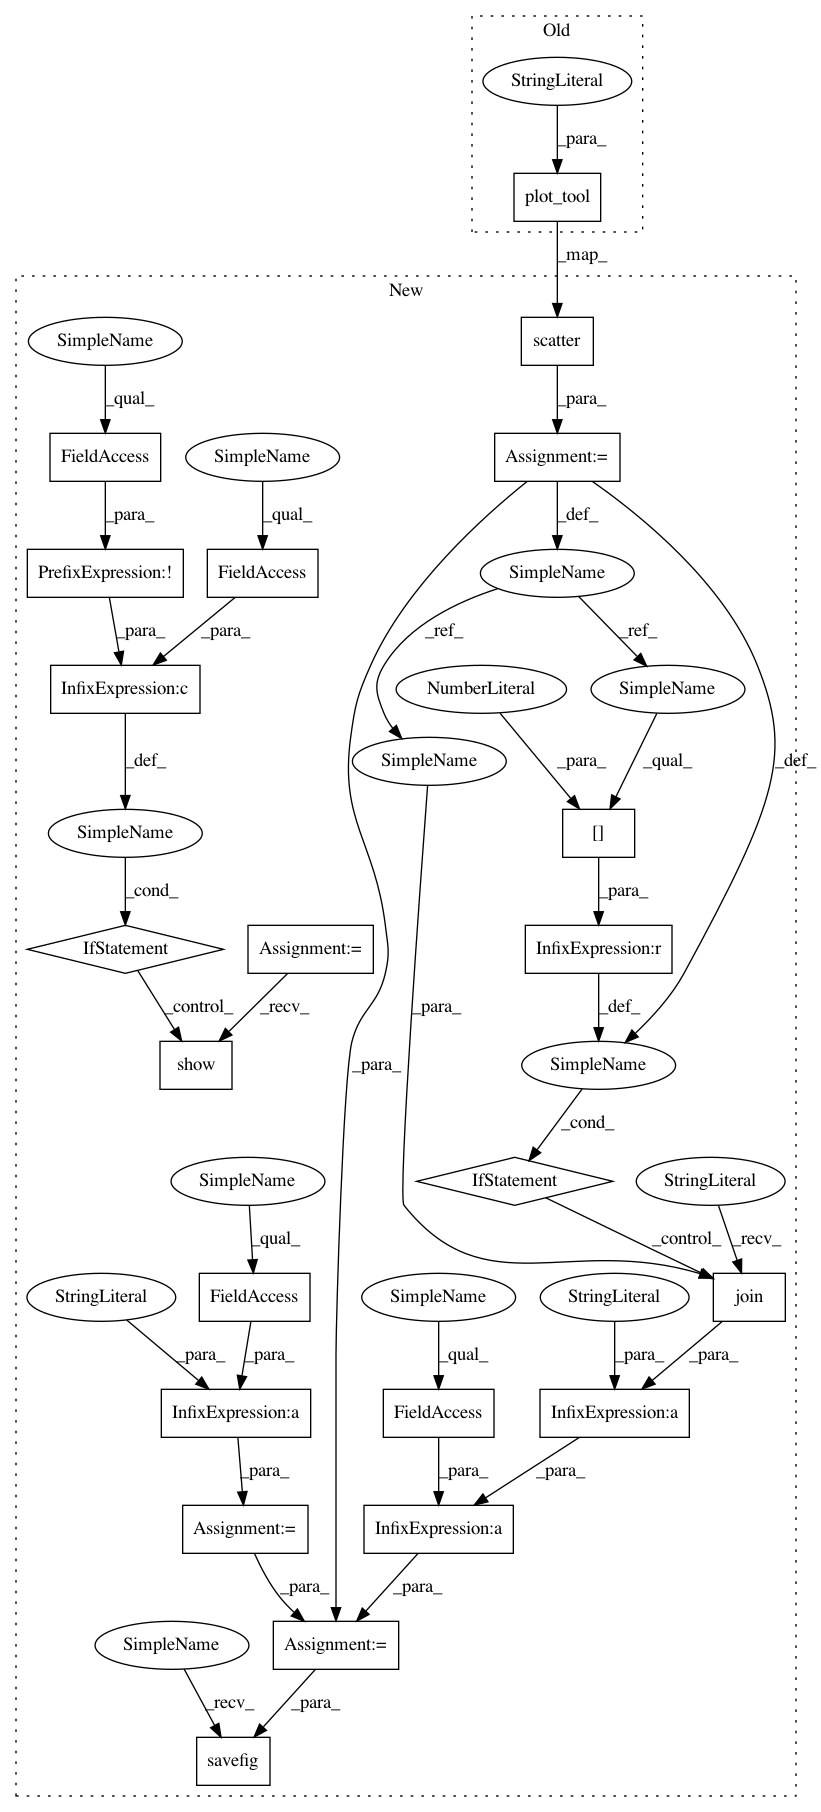 Old
StringLiteral
_para_
plot_tool
_map_
New
SimpleName
scatter
_qual_
_para_
FieldAccess
SimpleName
Assignment:=
_para_
_qual_
_def_
PrefixExpression:!
FieldAccess
SimpleName
_para_
_para_
_ref_
_ref_
InfixExpression:c
NumberLiteral
SimpleName
_def_
SimpleName
_para_
_qual_
_def_
SimpleName
[]
_cond_
_para_
IfStatement
Assignment:=
InfixExpression:r
_control_
_recv_
_para_
_def_
show
_para_
SimpleName
_cond_
SimpleName
IfStatement
StringLiteral
_qual_
_control_
_recv_
StringLiteral
FieldAccess
SimpleName
StringLiteral
join
_para_
_para_
_qual_
_para_
_para_
InfixExpression:a
FieldAccess
InfixExpression:a
_para_
_para_
_para_
Assignment:=
InfixExpression:a
_para_
_para_
SimpleName
Assignment:=
_recv_
_para_
savefig